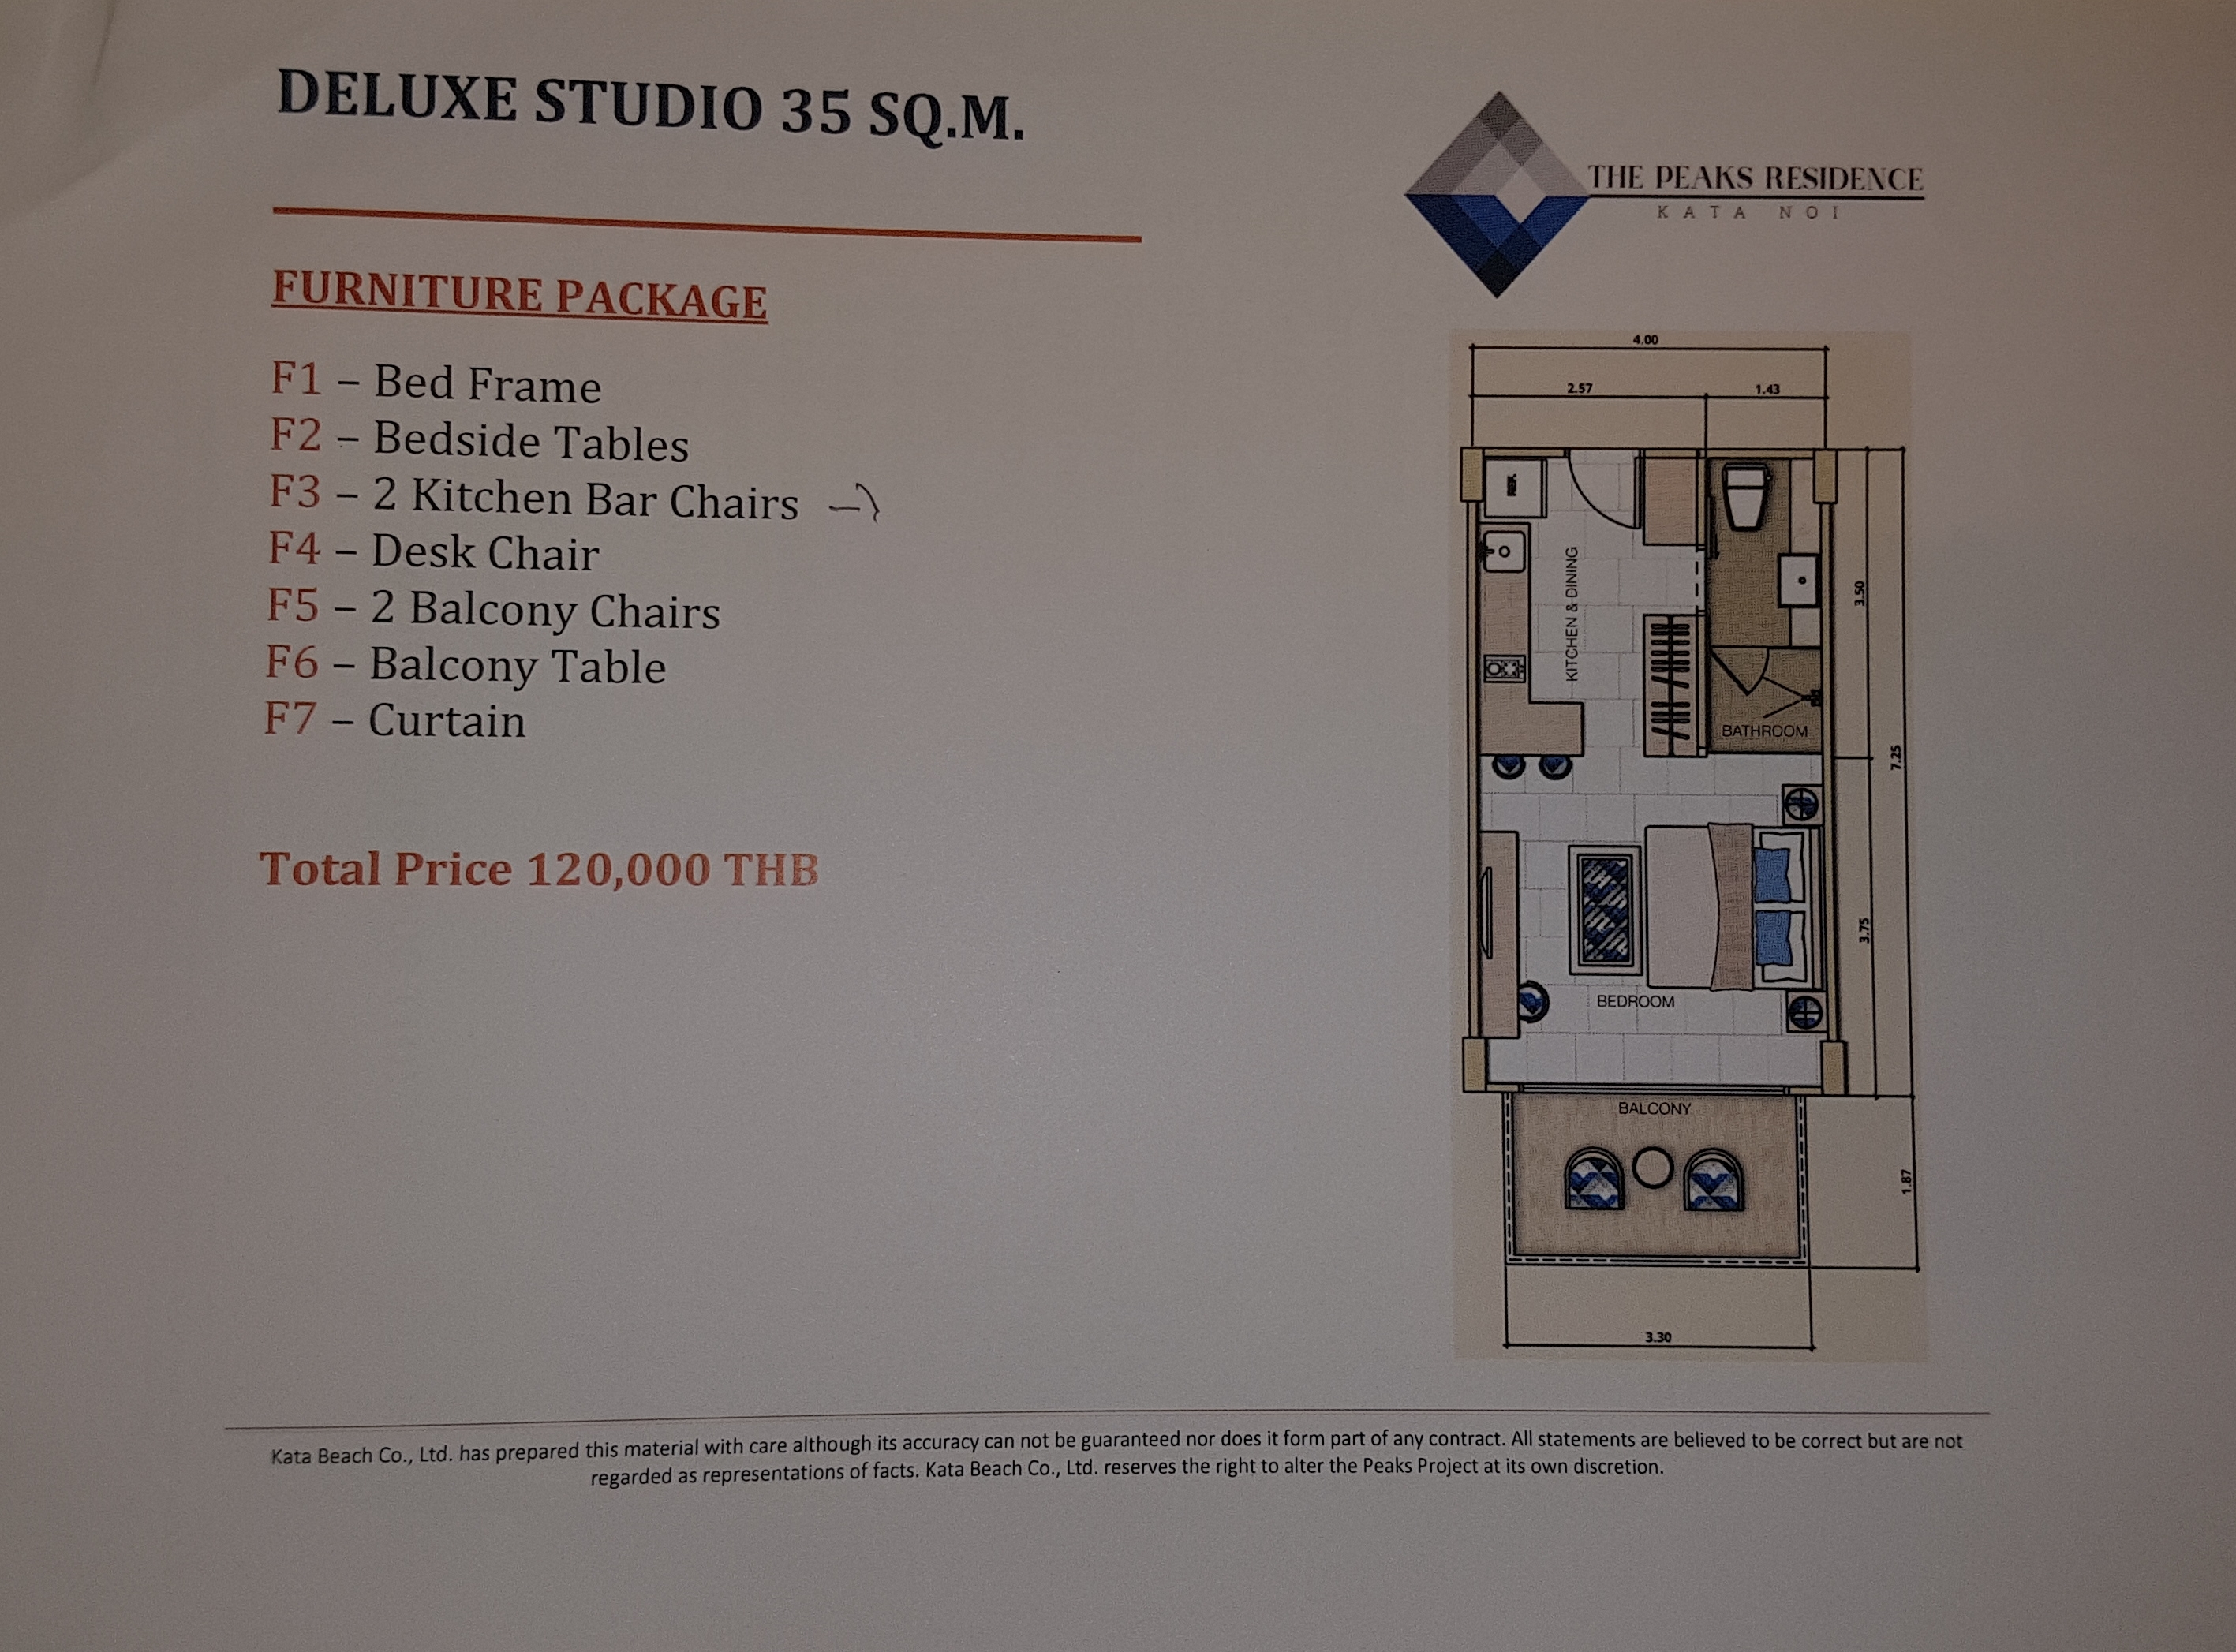 DELUXE STUDIO 35 SQ.M.
THE PEAKS RESIDENCE
KATA NOI
FURNITURE PACKAGE
F1 – Bed Frame
F2 – Bedside Tables
F3 – 2 Kitchen Bar Chairs
F4 – Desk Chair
F5 – 2 Balcony Chairs
F6 – Balcony Table
F7 – Curtain
Total Price 120,000 THB
4.00
2.57
1.43
REF.
KITCHEN & DINING
3.50
BATHROOM
7.25
3.75
BEDROOM
BALCONY
1.87
3.30
Kata Beach Co., Ltd. has prepared this material with care although its accuracy can not be guaranteed nor does it form part of any contract. All statements are believed to be correct but are not
regarded as representations of facts. Kata Beach Co., Ltd. reserves the right to alter the Peaks Project at its own discretion.